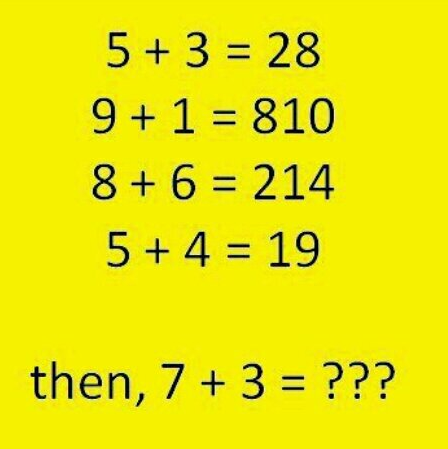 5 + 3 = 28
9 + 1 = 810
8 + 6 = 214
5 + 4 = 19
then, 7 + 3 = ???